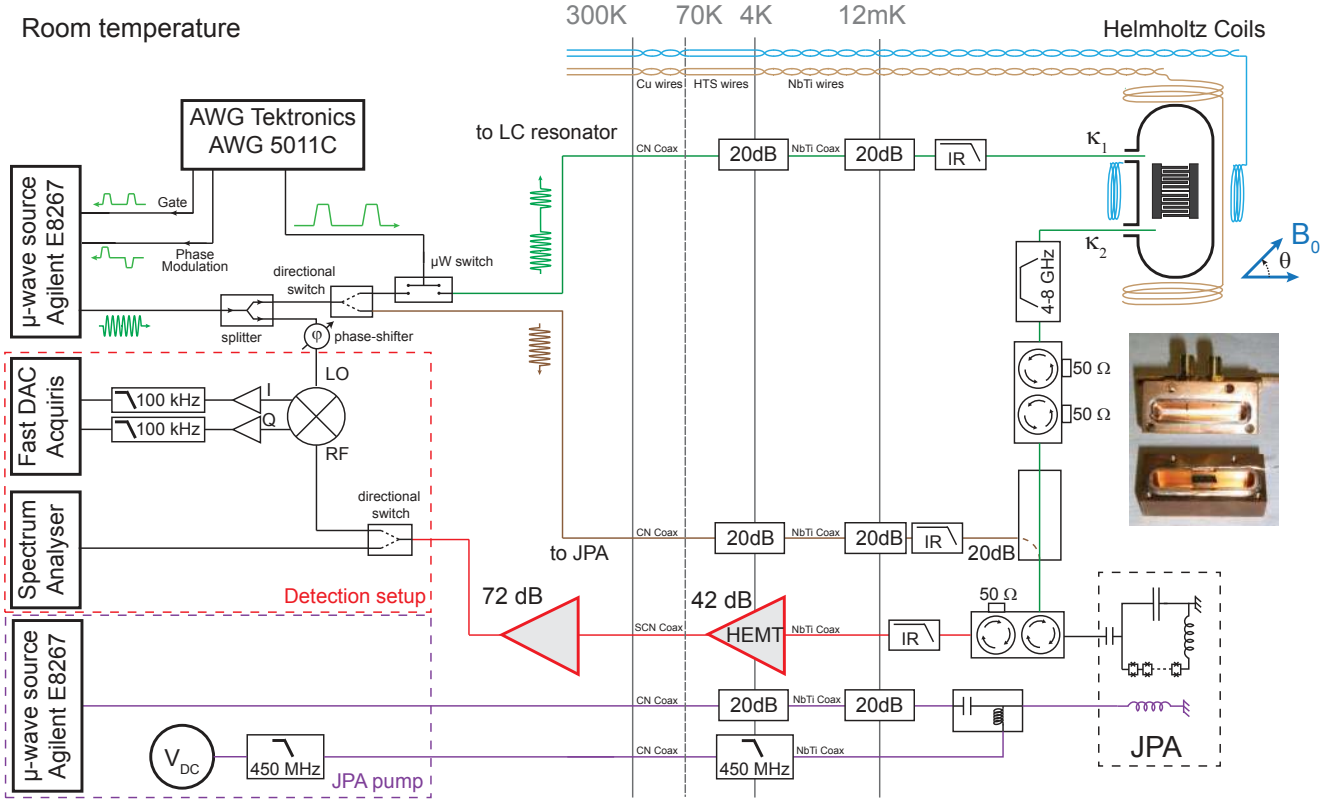 Room temperature
300K
70K
4K
12mK
Helmholtz Coils
Cu wires
HTS wires
NbTi wires
AWG Tektronics
AWG 5011C
to LC resonator
CN Coax
20dB
NbTi Coax
20dB
IR
κ1
κ2
B0
θ
μ-wave source
Agilent E8267
Gate
Phase
Modulation
directional
switch
μW switch
splitter
φ
phase-shifter
4-8 GHz
50 Ω
50 Ω
Fast DAC
Acquiris
100 kHz
100 kHz
I
Q
LO
RF
Spectrum
Analyser
directional
switch
Detection setup
to JPA
CN Coax
20dB
NbTi Coax
20dB
IR
20dB
72 dB
SCN Coax
42 dB
HEMT
NbTi Coax
IR
50 Ω
μ-wave source
Agilent E8267
CN Coax
20dB
NbTi Coax
20dB
VDC
450 MHz
JPA pump
CN Coax
450 MHz
NbTi Coax
JPA